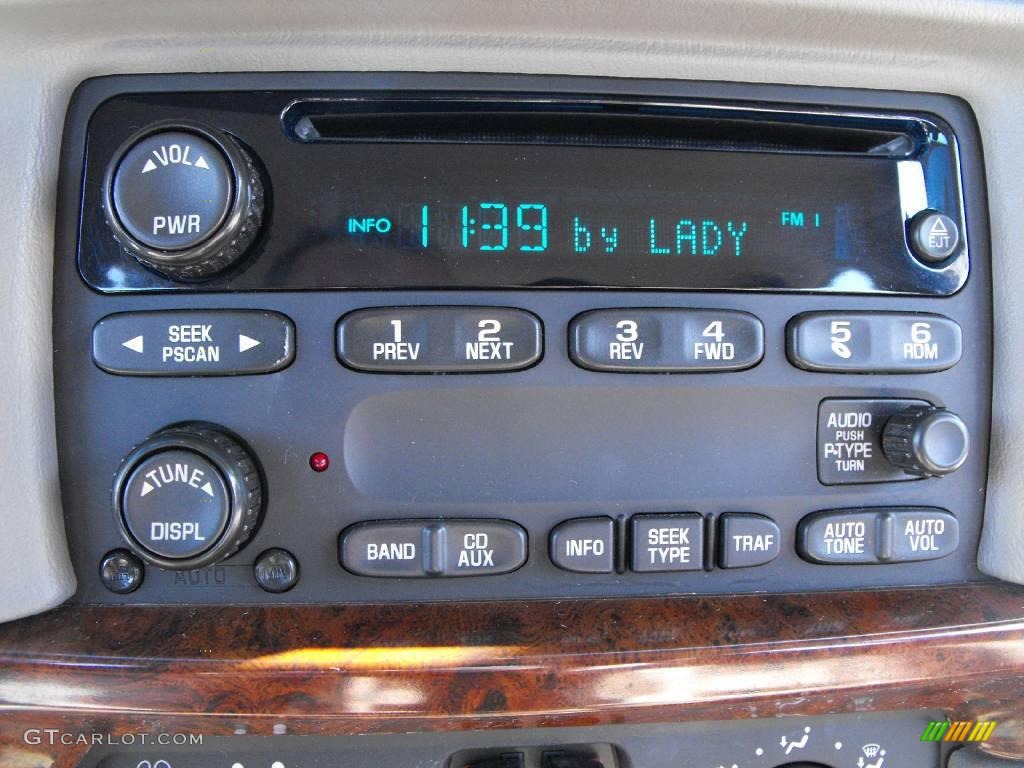 VOL
PWR
INFO 11:39 by LADY FM 1
EJT
SEEK
PSCAN
1
PREV
2
NEXT
3
REV
4
FWD
5
6
RDM
AUDIO
PUSH
P-TYPE
TURN
TUNE
DISPL
AUTO
BAND
CD
AUX
INFO
SEEK
TYPE
TRAF
AUTO
TONE
AUTO
VOL
GTCARLOT.COM